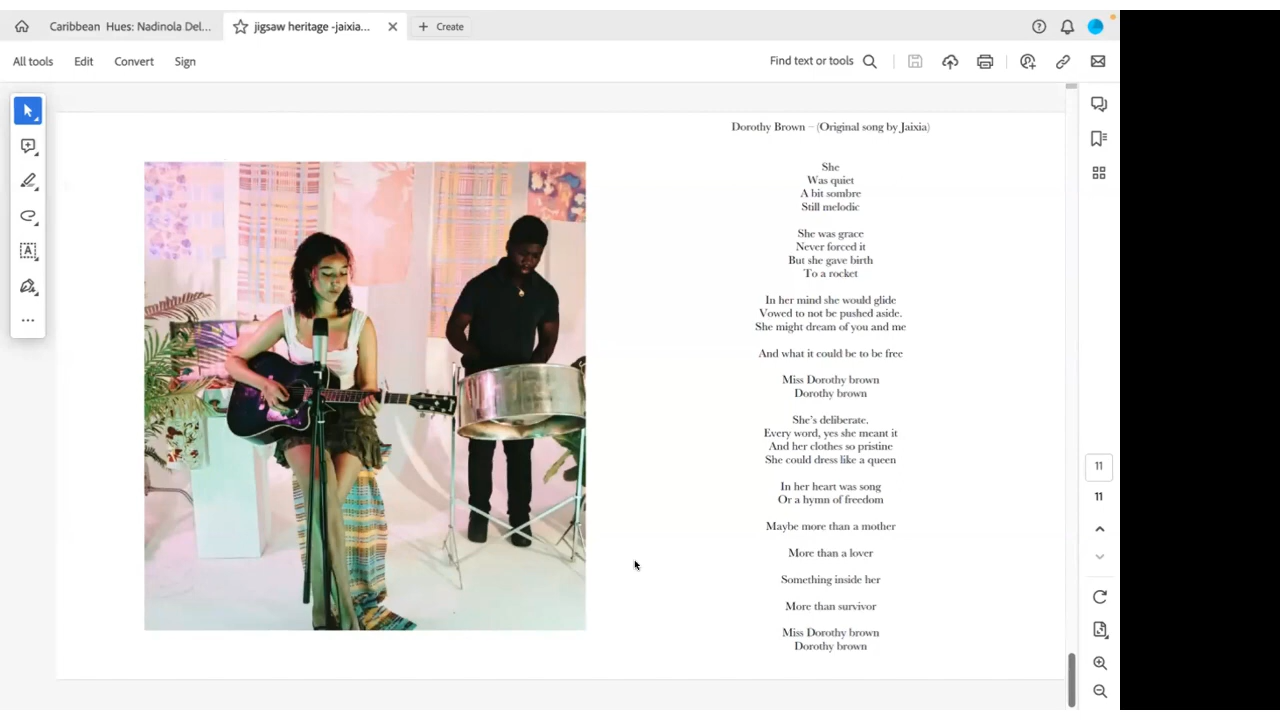 Caribbean Hues: Nadinola Del...
jigsaw heritage -jaixia...
Create
All tools
Edit
Convert
Sign
Find text or tools
Dorothy Brown – (Original song by Jaixia)
She
Was quiet
A bit sombre
Still melodic
She was grace
Never forced it
But she gave birth
To a rocket
In her mind she would glide
Vowed to not be pushed aside.
She might dream of you and me
And what it could be to be free
Miss Dorothy brown
Dorothy brown
She's deliberate.
Every word, yes she meant it
And her clothes so pristine
She could dress like a queen
In her heart was song
Or a hymn of freedom
Maybe more than a mother
More than a lover
Something inside her
More than survivor
Miss Dorothy brown
Dorothy brown
11
11